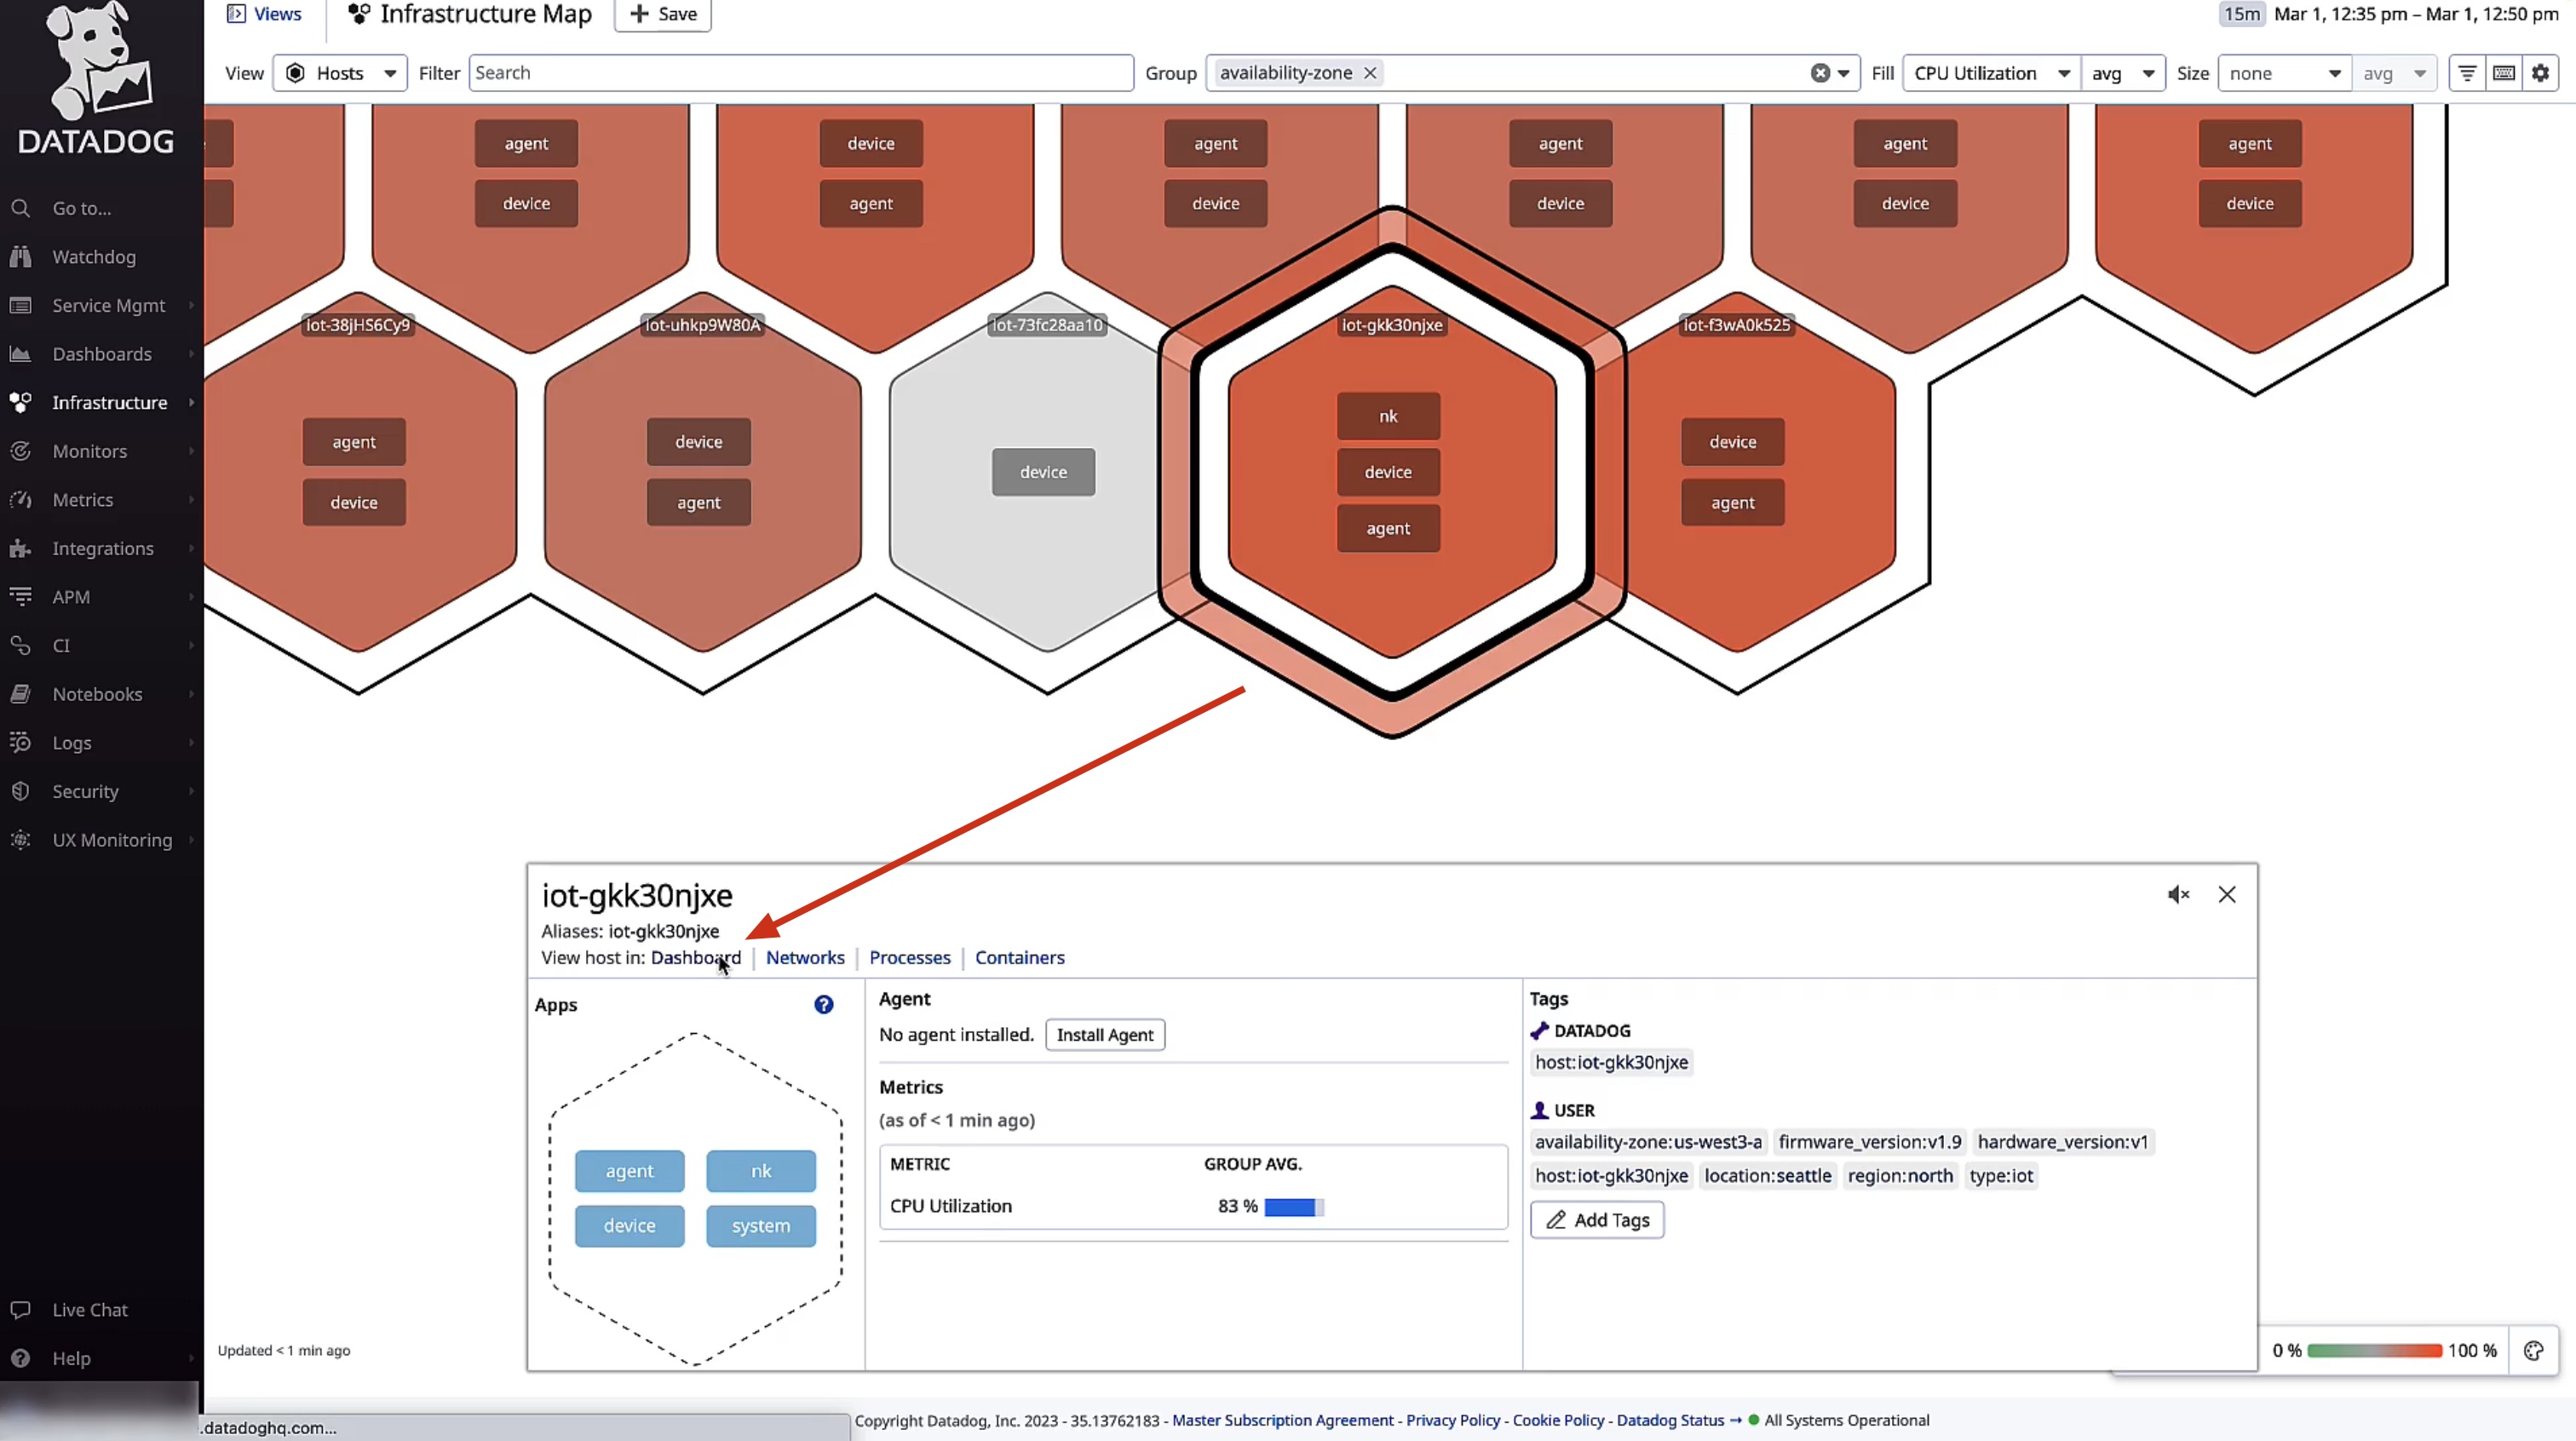 Views
Infrastructure Map
+ Save
15m Mar 1, 12:35 pm – Mar 1, 12:50 pm
DATADOG
View Hosts Filter Search Group availability-zone Fill CPU Utilization avg Size none avg
Go to...
Watchdog
Service Mgmt
Dashboards
Infrastructure
Monitors
Metrics
Integrations
APM
CI
Notebooks
Logs
Security
UX Monitoring
Live Chat
Help
agent device agent agent agent agent
device agent device device device device
iot-38jHS6Cy9 iot-uhkp9W80A iot-73fc28aa10 iot-gkk30njxe iot-f3wA0k525
agent
device
device
agent
device
nk
device
agent
device
agent
iot-gkk30njxe
Aliases: iot-gkk30njxe
View host in: Dashboard | Networks | Processes | Containers
Apps ?
agent nk
device system
Agent
No agent installed. Install Agent
Metrics
(as of < 1 min ago)
METRIC GROUP AVG.
CPU Utilization 83 %
Tags
DATADOG
host:iot-gkk30njxe
USER
availability-zone:us-west3-a firmware_version:v1.9 hardware_version:v1
host:iot-gkk30njxe location:seattle region:north type:iot
Add Tags
Updated < 1 min ago
0 % 100 %
.datadoghq.com...
Copyright Datadog, Inc. 2023 - 35.13762183 - Master Subscription Agreement - Privacy Policy - Cookie Policy - Datadog Status → All Systems Operational